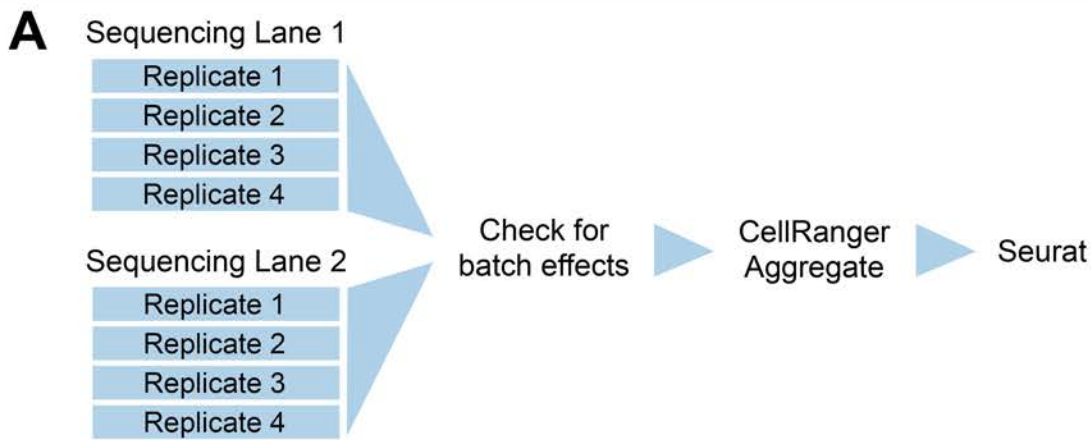 A
Sequencing Lane 1
Replicate 1
Replicate 2
Replicate 3
Replicate 4
Sequencing Lane 2
Replicate 1
Replicate 2
Replicate 3
Replicate 4
Check for
batch effects
CellRanger
Aggregate
Seurat